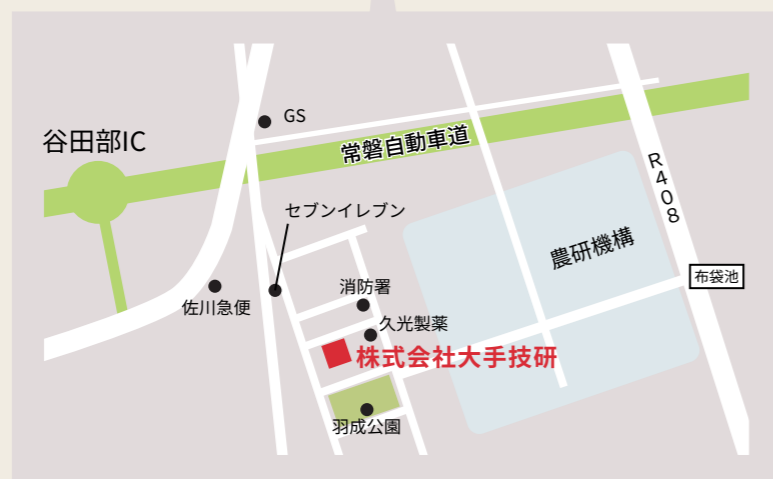 GS
谷田部IC
常磐自動車道
R408
セブンイレブン
農研機構
布袋池
消防署
佐川急便
久光製薬
株式会社大手技研
羽成公園